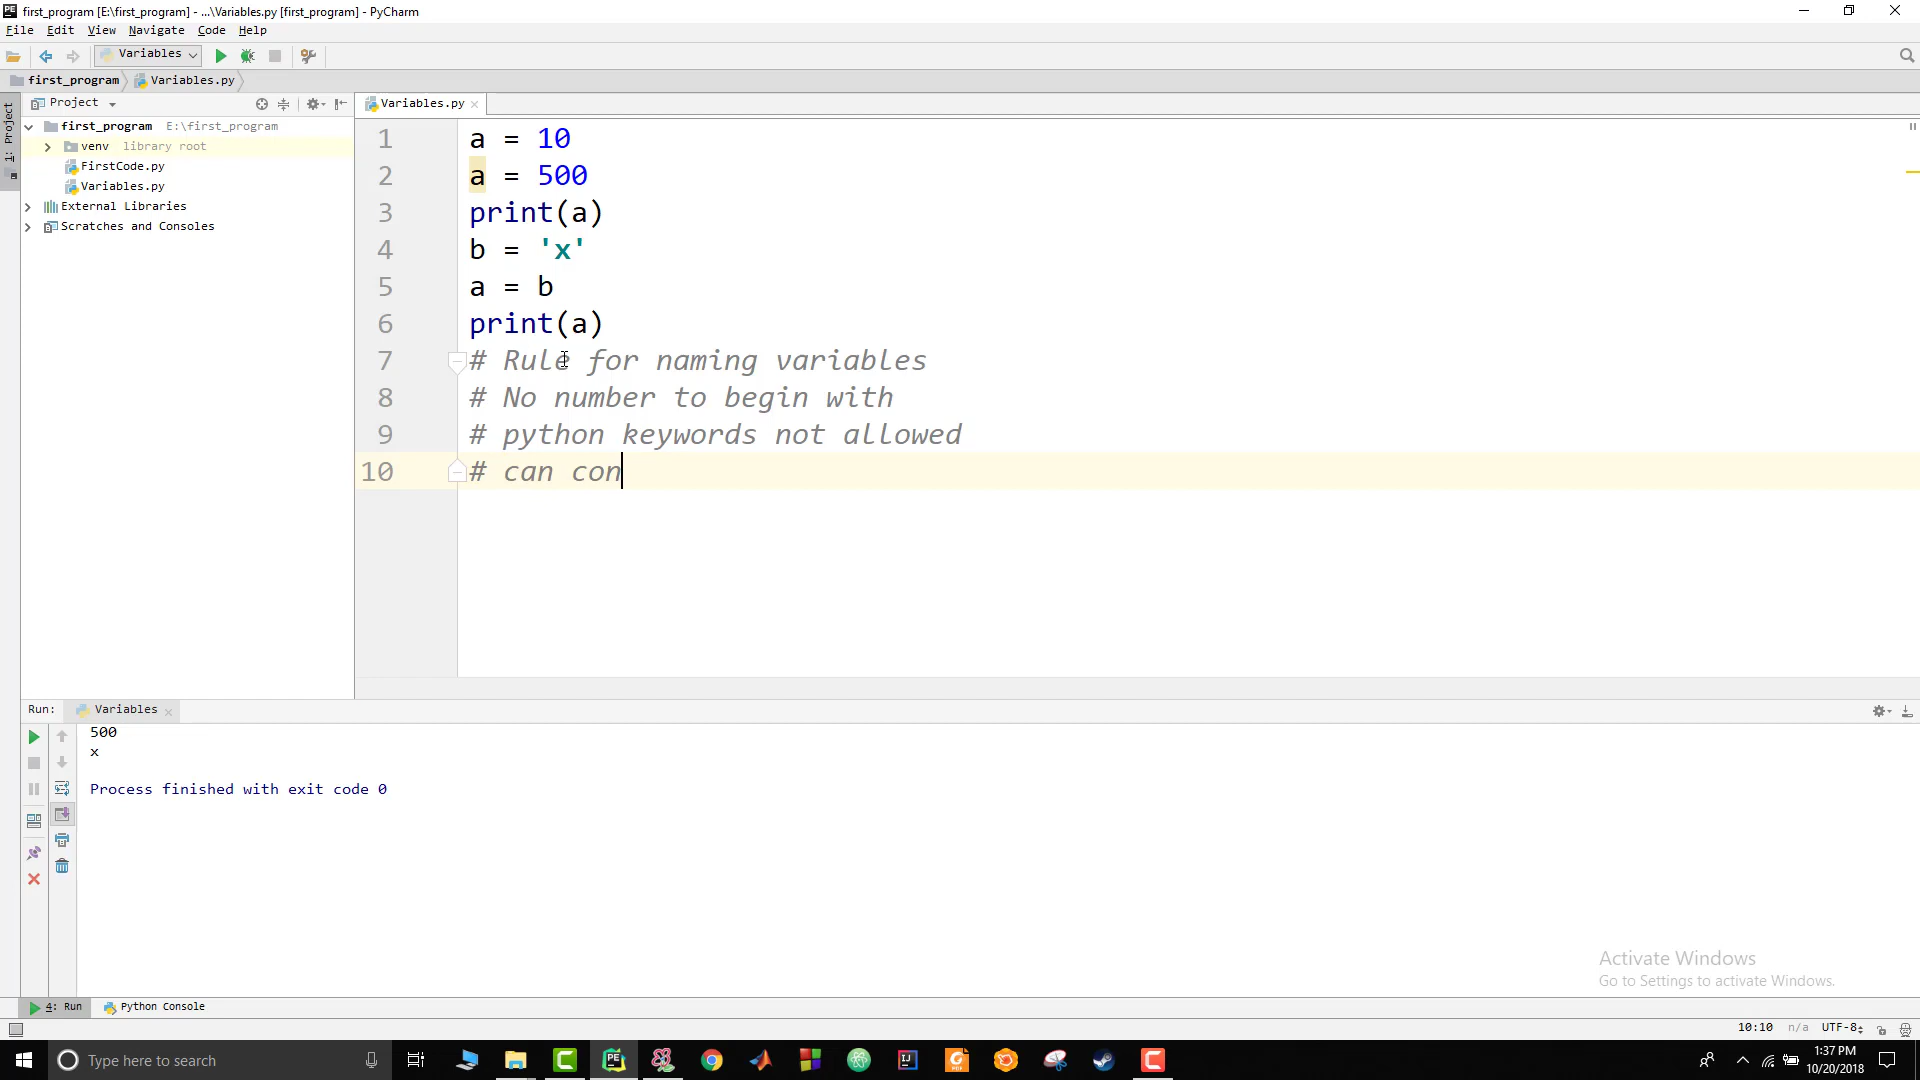 first_program [E:\first_program] - ...\Variables.py [first_program] - PyCharm
File Edit View Navigate Code Help
Variables
first_program Variables.py
1: Project
Project
Variables.py
first_program E:\first_program
venv library root
FirstCode.py
Variables.py
External Libraries
Scratches and Consoles
1 a = 10
2 a = 500
3 print(a)
4 b = 'x'
5 a = b
6 print(a)
7 # Rule for naming variables
8 # No number to begin with
9 # python keywords not allowed
10 # can con
Run: Variables
500
x
Process finished with exit code 0
Activate Windows
Go to Settings to activate Windows.
4: Run Python Console
10:10 n/a UTF-8
Type here to search
1:37 PM
10/20/2018